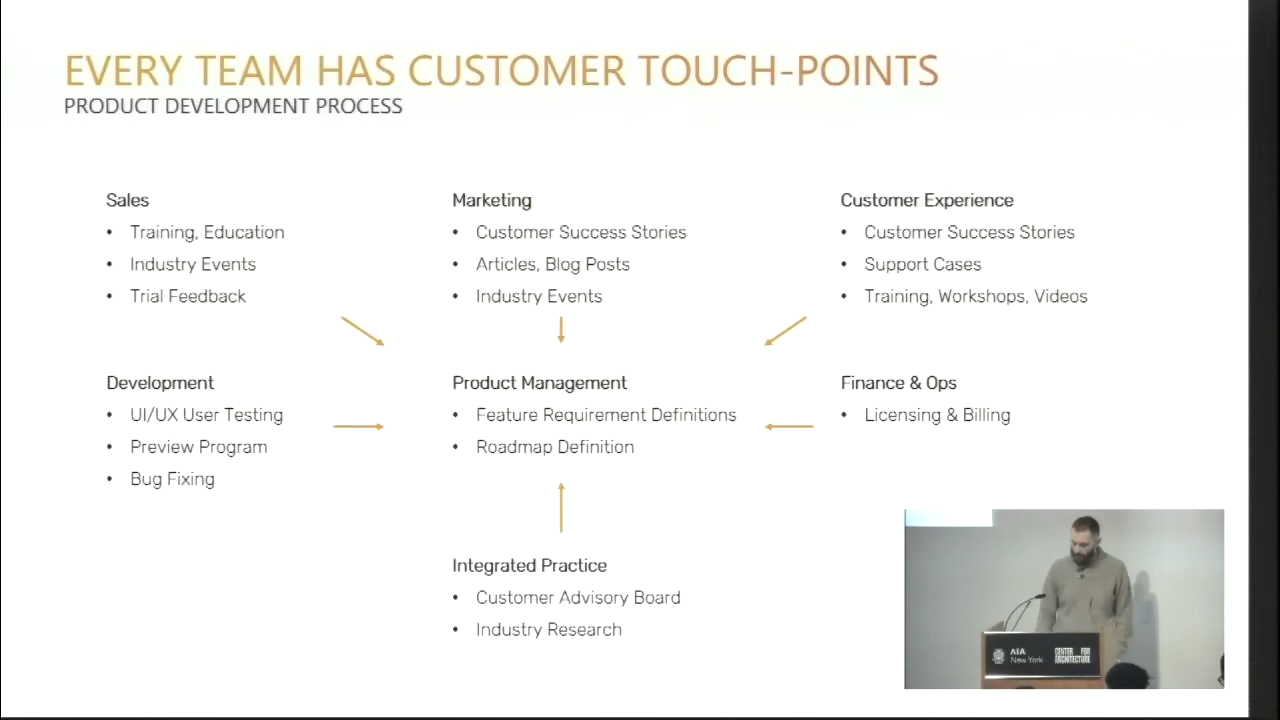 EVERY TEAM HAS CUSTOMER TOUCH-POINTS
PRODUCT DEVELOPMENT PROCESS
Sales
• Training, Education
• Industry Events
• Trial Feedback
Marketing
• Customer Success Stories
• Articles, Blog Posts
• Industry Events
Customer Experience
• Customer Success Stories
• Support Cases
• Training, Workshops, Videos
Development
• UI/UX User Testing
• Preview Program
• Bug Fixing
Product Management
• Feature Requirement Definitions
• Roadmap Definition
Finance & Ops
• Licensing & Billing
Integrated Practice
• Customer Advisory Board
• Industry Research
AIA
New York
CENTER FOR
ARCHITECTURE